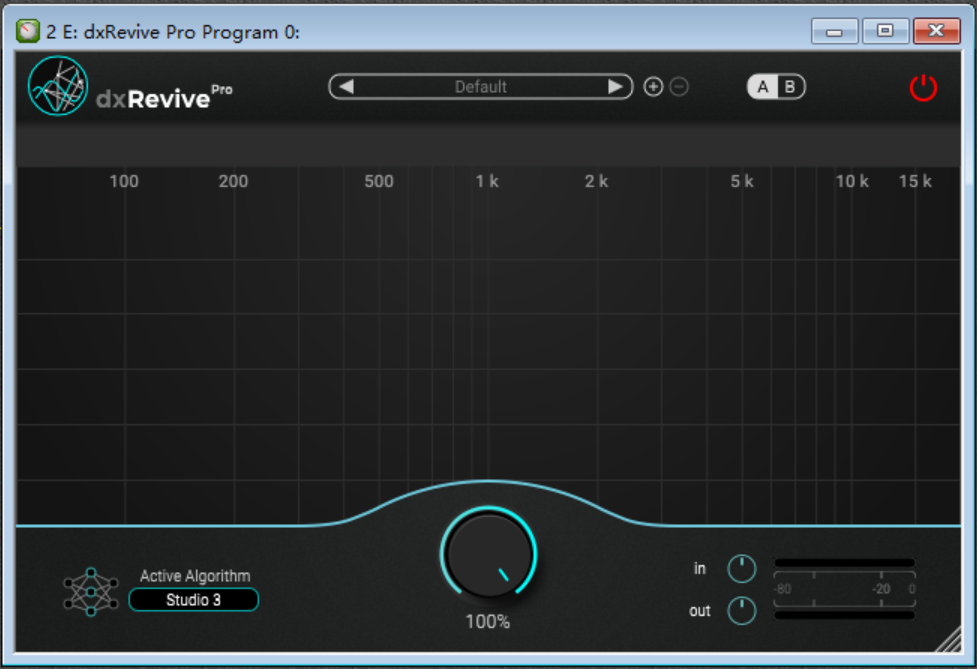 2 E: dxRevive Pro Program 0:
dxRevive Pro
Default
A B
100 200 500 1 k 2 k 5 k 10 k 15 k
Active Algorithm
Studio 3
100%
in
-80 -20 0
out